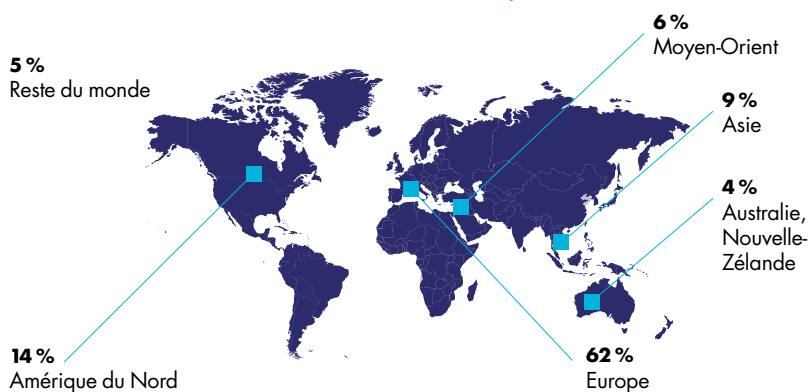 6 %
Moyen-Orient
5 %
Reste du monde
9 %
Asie
4 %
Australie,
Nouvelle-
Zélande
14 %
Amérique du Nord
62 %
Europe